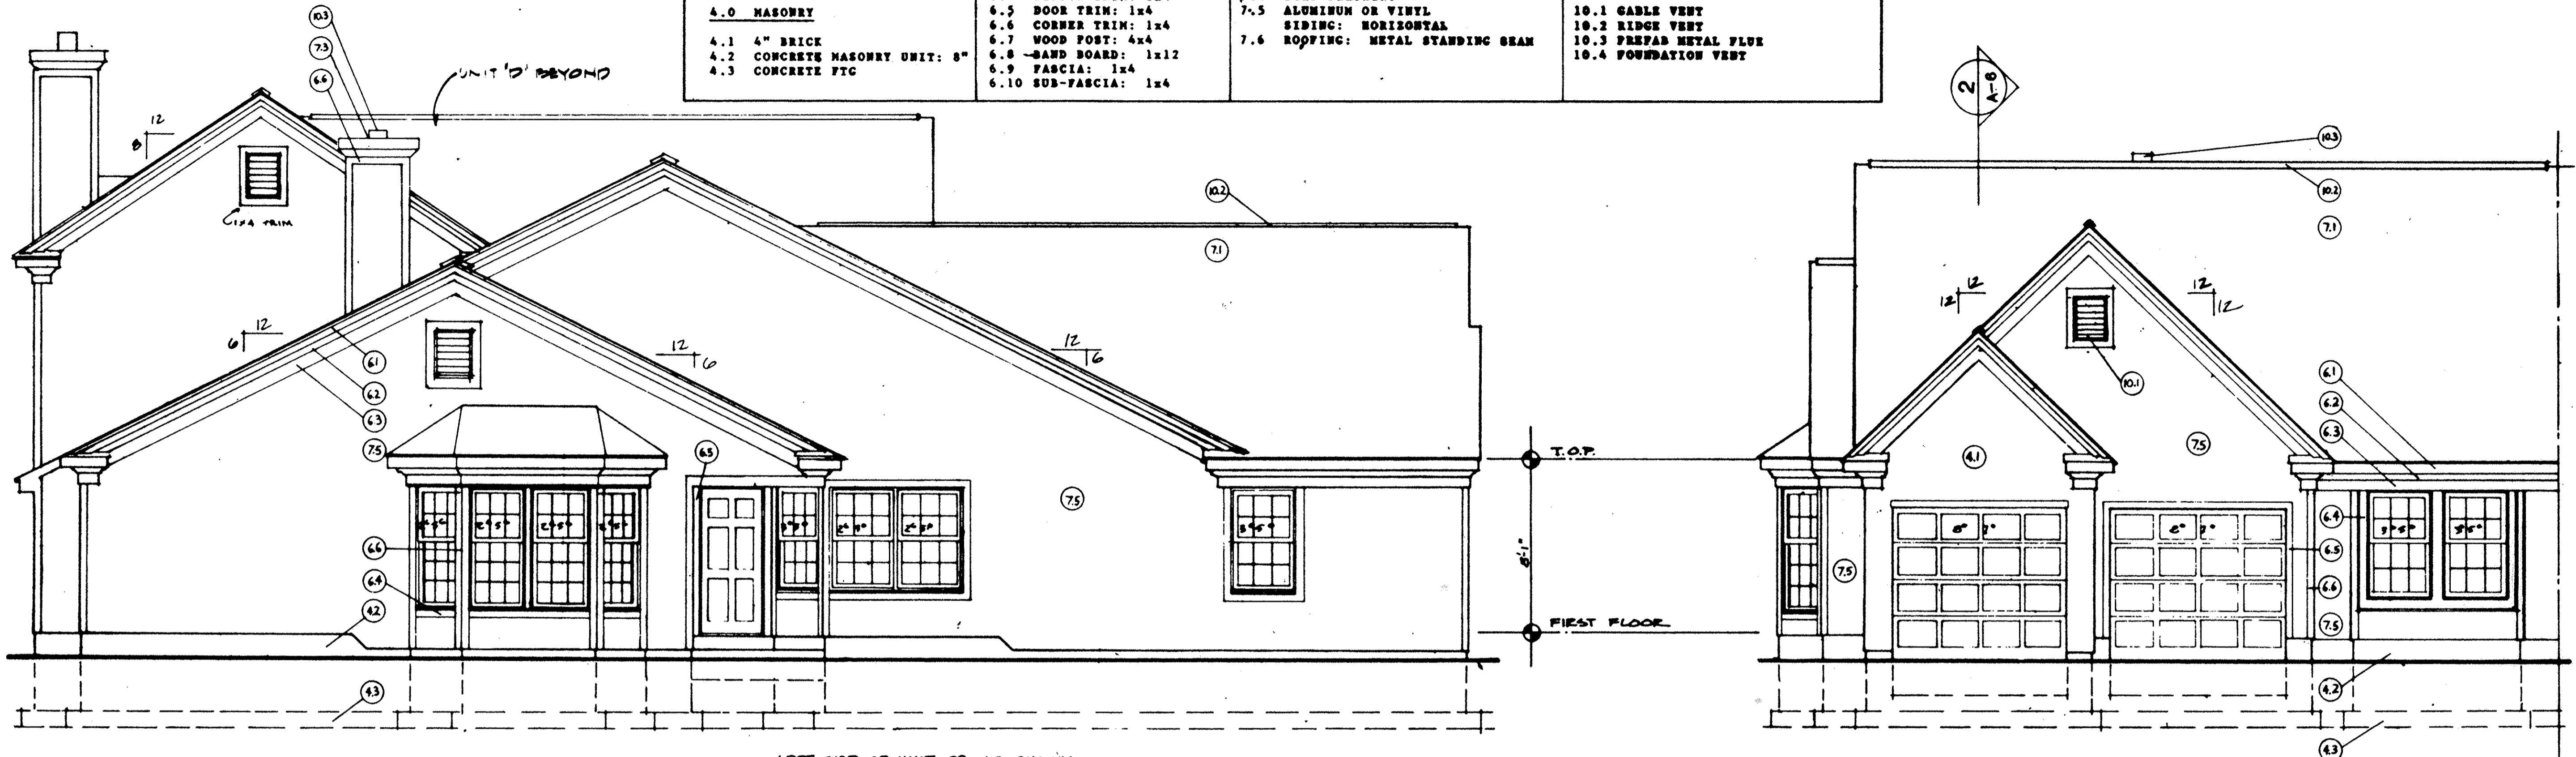 4.0 MASONRY
4.1 4" BRICK
4.2 CONCRETE MASONRY UNIT: 8"
4.3 CONCRETE FTG
6.5 DOOR TRIM: 1x4
6.6 CORNER TRIM: 1x4
6.7 WOOD POST: 4x4
6.8 BAND BOARD: 1x12
6.9 FASCIA: 1x4
6.10 SUB-FASCIA: 1x4
7.5 ALUMINUM OR VINYL
SIDING: HORIZONTAL
7.6 ROOFING: METAL STANDING SEAM
10.1 GABLE VENT
10.2 RIDGE VENT
10.3 PREFAB METAL FLUE
10.4 FOUNDATION VENT
10.3
7.3
6.6
UNIT 'D' BEYOND
12
8
1x4 TRIM
10.2
7.1
12
6
12
6
12
6
6.1
6.2
6.3
7.5
6.5
7.5
6.6
6.4
4.2
4.3
2⁶5⁰
2⁶5⁰
T.O.P.
8'-1"
FIRST FLOOR
2
A-6
10.3
10.2
7.1
12
12
12
12
10.1
6.1
6.2
6.3
4.1
7.5
6.4
6.5
7.5
6.6
7.5
4.2
4.3
8⁰ 7⁰